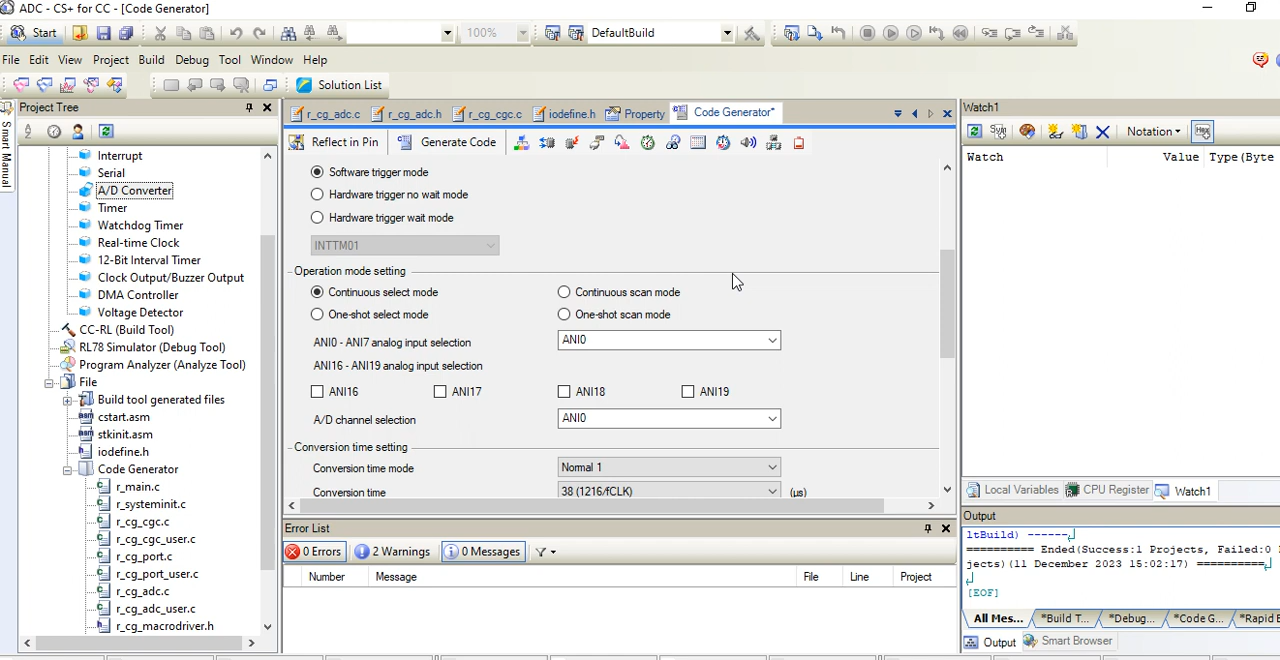 ADC - CS+ for CC - [Code Generator]
Start 100% DefaultBuild
File Edit View Project Build Debug Tool Window Help
Solution List
Smart Manual
Project Tree
Interrupt
Serial
A/D Converter
Timer
Watchdog Timer
Real-time Clock
12-Bit Interval Timer
Clock Output/Buzzer Output
DMA Controller
Voltage Detector
CC-RL (Build Tool)
RL78 Simulator (Debug Tool)
Program Analyzer (Analyze Tool)
File
Build tool generated files
cstart.asm
stkinit.asm
iodefine.h
Code Generator
r_main.c
r_systeminit.c
r_cg_cgc.c
r_cg_cgc_user.c
r_cg_port.c
r_cg_port_user.c
r_cg_adc.c
r_cg_adc_user.c
r_cg_macrodriver.h
r_cg_adc.c r_cg_adc.h r_cg_cgc.c iodefine.h Property Code Generator*
Reflect in Pin Generate Code
Software trigger mode
Hardware trigger no wait mode
Hardware trigger wait mode
INTTM01
Operation mode setting
Continuous select mode Continuous scan mode
One-shot select mode One-shot scan mode
ANI0 - ANI7 analog input selection ANI0
ANI16 - ANI19 analog input selection
ANI16 ANI17 ANI18 ANI19
A/D channel selection ANI0
Conversion time setting
Conversion time mode Normal 1
Conversion time 38 (1216/fCLK) (µs)
Error List
0 Errors 2 Warnings 0 Messages
Number Message File Line Project
Watch1
Notation Hex
Watch Value Type(Byte
Local Variables CPU Register Watch1
Output
ltBuild) ------
========== Ended(Success:1 Projects, Failed:0
jects)(11 December 2023 15:02:17) ==========
[EOF]
All Mes... *Build T... *Debug... *Code G... *Rapid B
Output Smart Browser